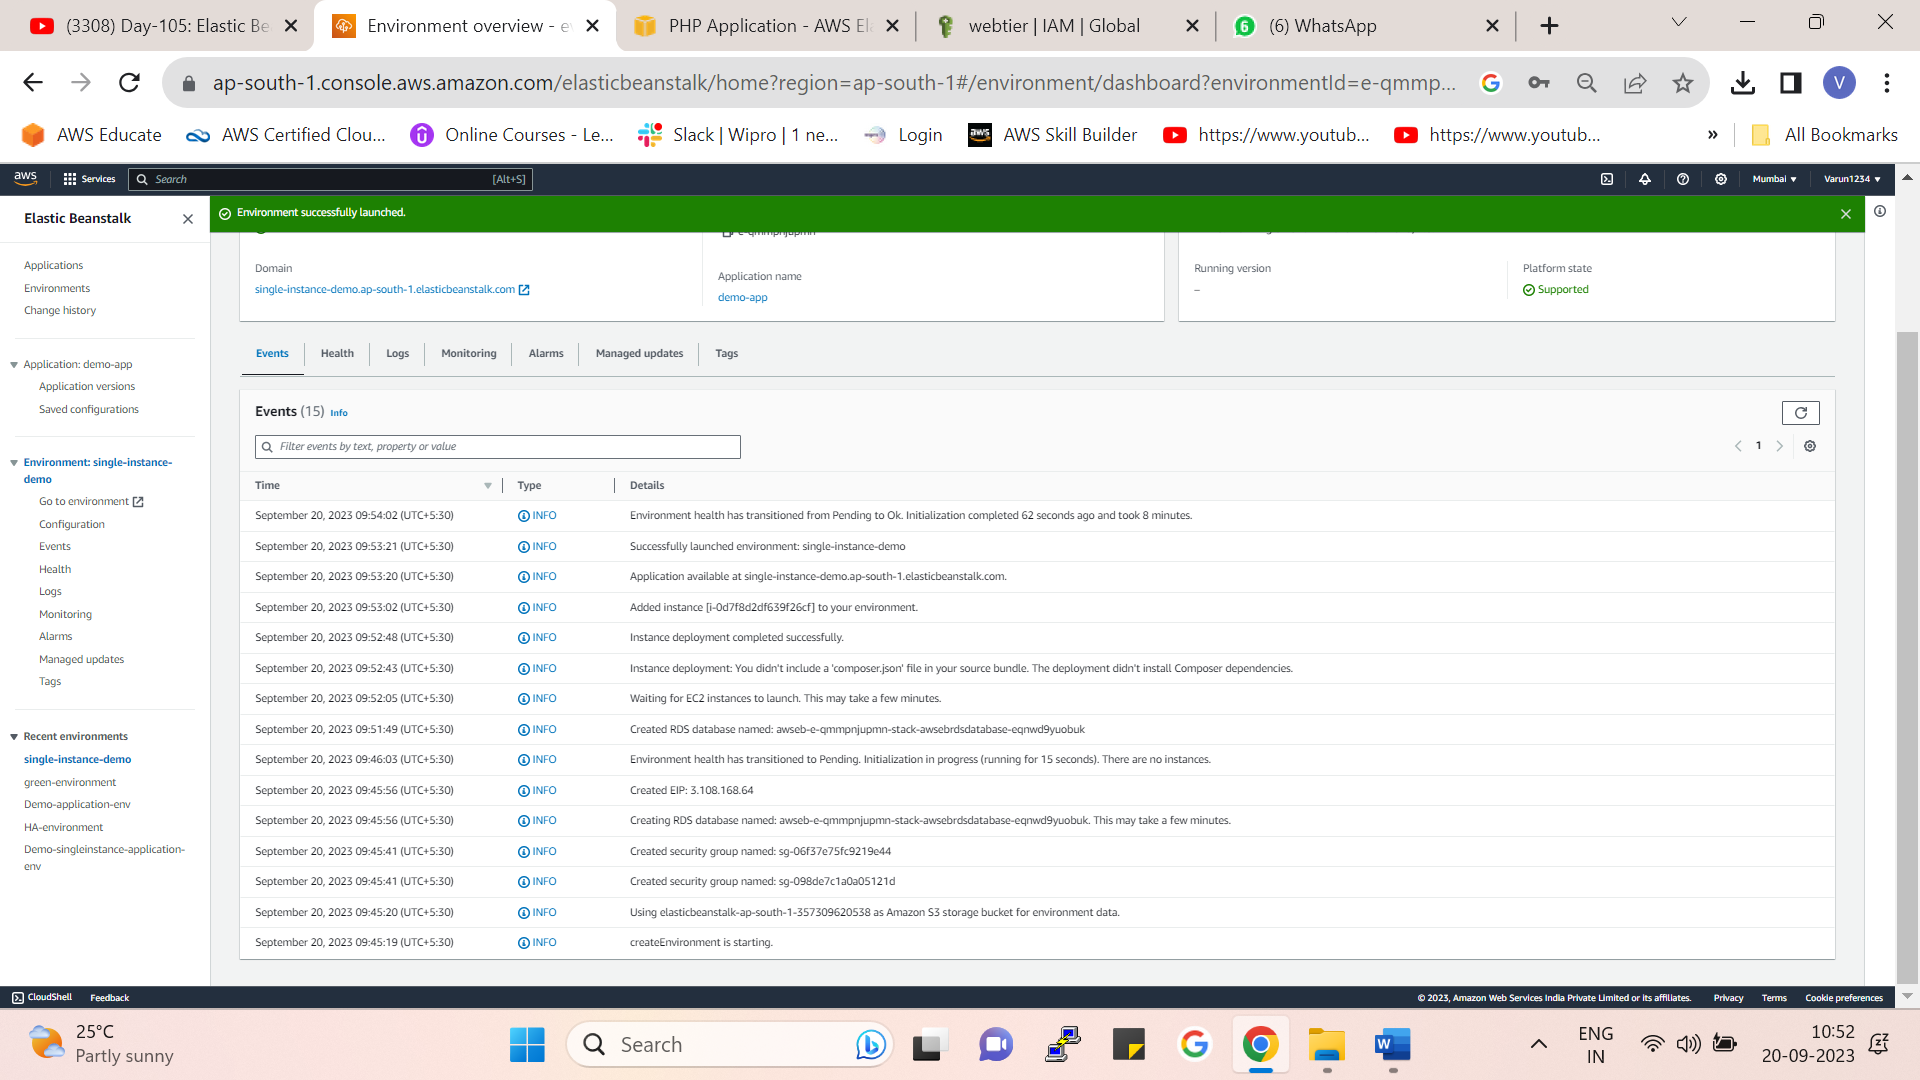 (3308) Day-105: Elastic Be
Environment overview - e
PHP Application - AWS El
webtier | IAM | Global
(6) WhatsApp
ap-south-1.console.aws.amazon.com/elasticbeanstalk/home?region=ap-south-1#/environment/dashboard?environmentId=e-qmmp...
V
AWS Educate
AWS Certified Clou...
Online Courses - Le...
Slack | Wipro | 1 ne...
Login
AWS Skill Builder
https://www.youtub...
https://www.youtub...
»
All Bookmarks
aws
Services
Search
[Alt+S]
Mumbai
Varun1234
Elastic Beanstalk
Environment successfully launched.
Applications
Environments
Change history
Application: demo-app
Application versions
Saved configurations
Environment: single-instance-
demo
Go to environment
Configuration
Events
Health
Logs
Monitoring
Alarms
Managed updates
Tags
Recent environments
single-instance-demo
green-environment
Demo-application-env
HA-environment
Demo-singleinstance-application-
env
e-qmmpnjupmn
Domain
single-instance-demo.ap-south-1.elasticbeanstalk.com
Application name
demo-app
Running version
–
Platform state
Supported
Events
Health
Logs
Monitoring
Alarms
Managed updates
Tags
Events (15) Info
Filter events by text, property or value
1
Time Type Details
September 20, 2023 09:54:02 (UTC+5:30) INFO Environment health has transitioned from Pending to Ok. Initialization completed 62 seconds ago and took 8 minutes.
September 20, 2023 09:53:21 (UTC+5:30) INFO Successfully launched environment: single-instance-demo
September 20, 2023 09:53:20 (UTC+5:30) INFO Application available at single-instance-demo.ap-south-1.elasticbeanstalk.com.
September 20, 2023 09:53:02 (UTC+5:30) INFO Added instance [i-0d7f8d2df639f26cf] to your environment.
September 20, 2023 09:52:48 (UTC+5:30) INFO Instance deployment completed successfully.
September 20, 2023 09:52:43 (UTC+5:30) INFO Instance deployment: You didn't include a 'composer.json' file in your source bundle. The deployment didn't install Composer dependencies.
September 20, 2023 09:52:05 (UTC+5:30) INFO Waiting for EC2 instances to launch. This may take a few minutes.
September 20, 2023 09:51:49 (UTC+5:30) INFO Created RDS database named: awseb-e-qmmpnjupmn-stack-awsebrdsdatabase-eqnwd9yuobuk
September 20, 2023 09:46:03 (UTC+5:30) INFO Environment health has transitioned to Pending. Initialization in progress (running for 15 seconds). There are no instances.
September 20, 2023 09:45:56 (UTC+5:30) INFO Created EIP: 3.108.168.64
September 20, 2023 09:45:56 (UTC+5:30) INFO Creating RDS database named: awseb-e-qmmpnjupmn-stack-awsebrdsdatabase-eqnwd9yuobuk. This may take a few minutes.
September 20, 2023 09:45:41 (UTC+5:30) INFO Created security group named: sg-06f37e75fc9219e44
September 20, 2023 09:45:41 (UTC+5:30) INFO Created security group named: sg-098de7c1a0a05121d
September 20, 2023 09:45:20 (UTC+5:30) INFO Using elasticbeanstalk-ap-south-1-357309620538 as Amazon S3 storage bucket for environment data.
September 20, 2023 09:45:19 (UTC+5:30) INFO createEnvironment is starting.
CloudShell
Feedback
© 2023, Amazon Web Services India Private Limited or its affiliates.
Privacy
Terms
Cookie preferences
25°C
Partly sunny
Search
ENG
IN
10:52
20-09-2023